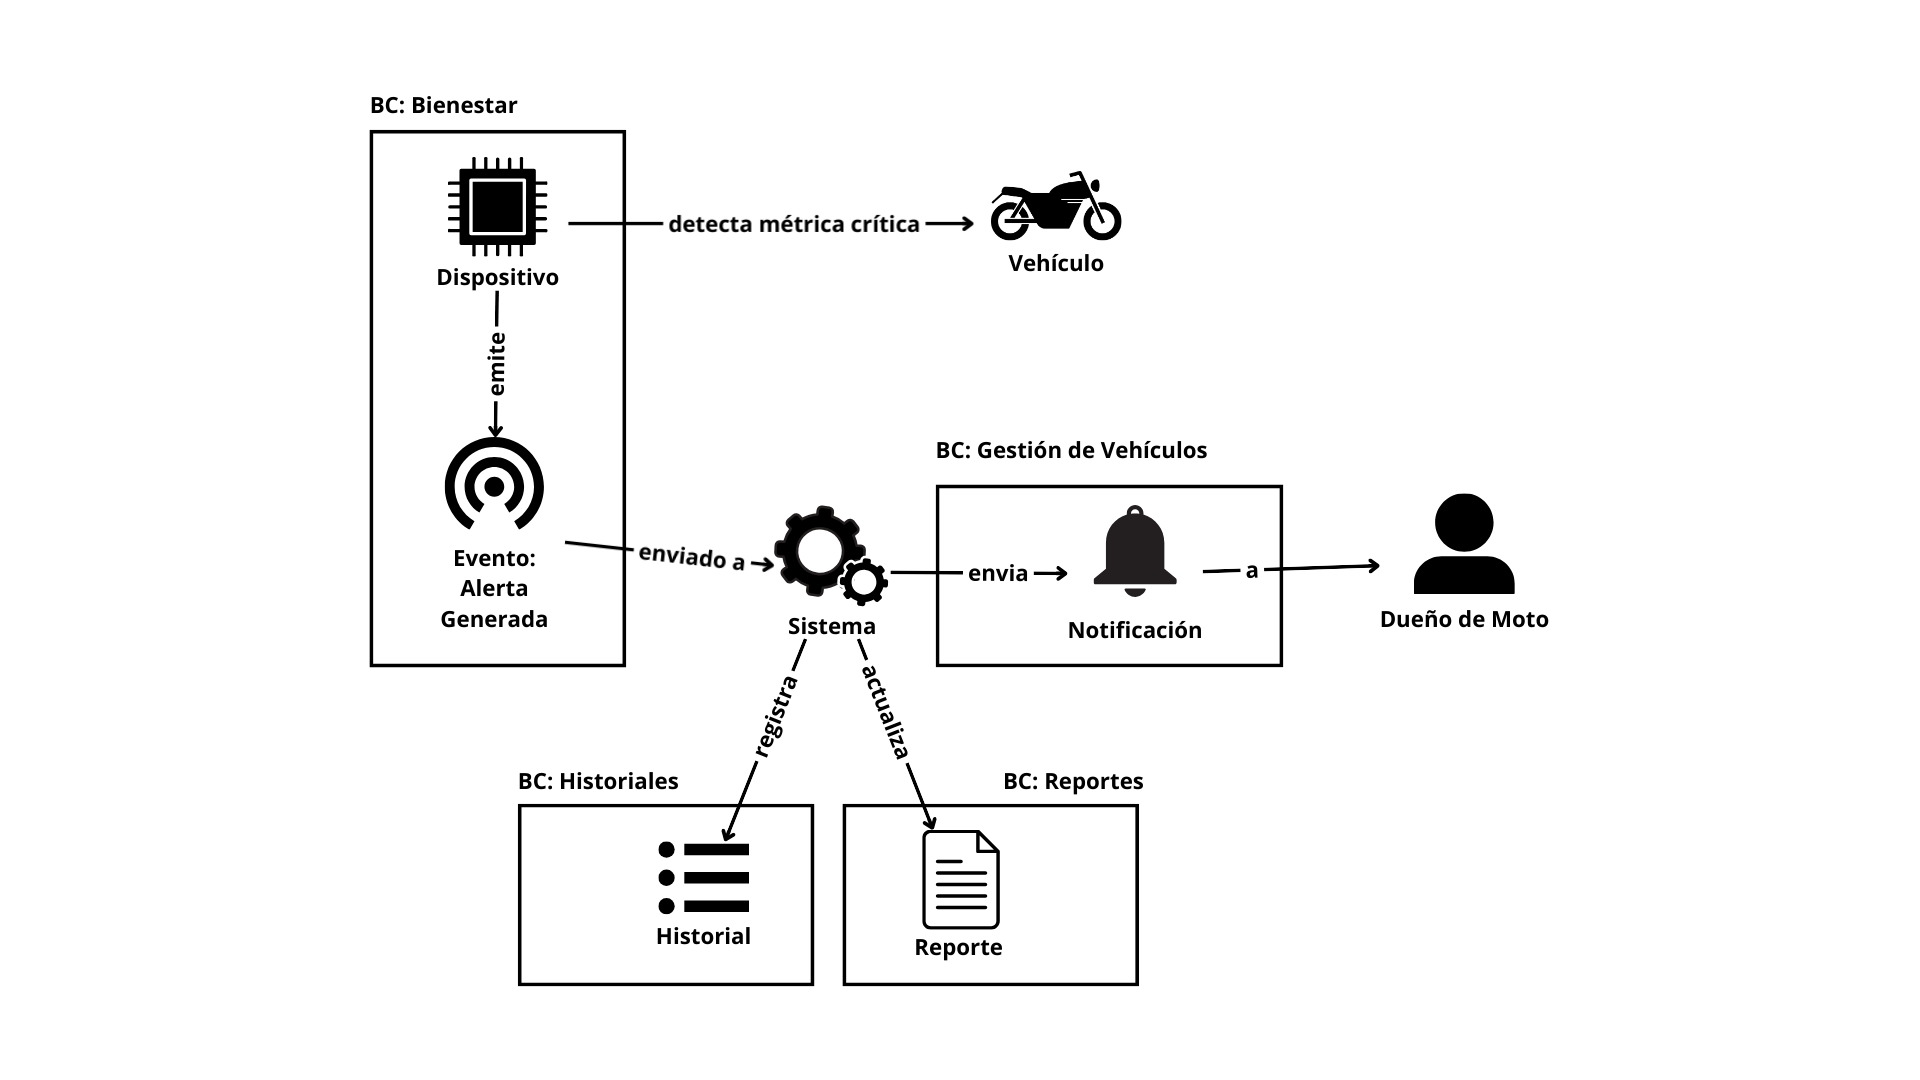 BC: Bienestar
Dispositivo
detecta métrica crítica
Vehículo
emite
Evento:
Alerta
Generada
enviado a
Sistema
BC: Gestión de Vehículos
envia
Notificación
a
Dueño de Moto
registra
actualiza
BC: Historiales
Historial
BC: Reportes
Reporte